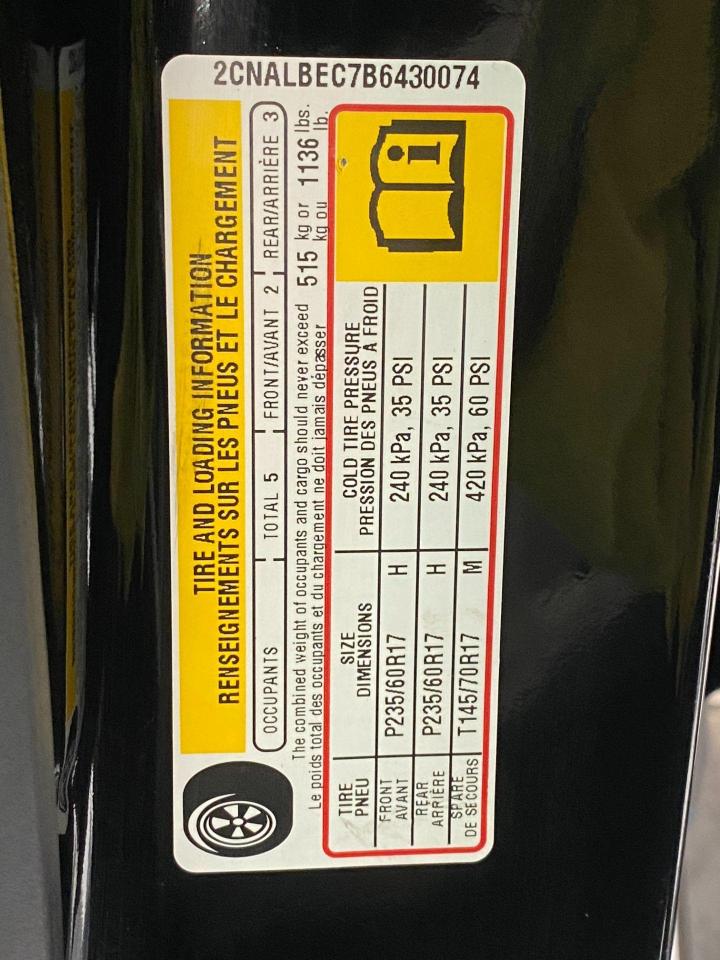 2CNALBEC7B6430074
TIRE AND LOADING INFORMATION
RENSEIGNEMENTS SUR LES PNEUS ET LE CHARGEMENT
OCCUPANTS TOTAL 5 FRONT/AVANT 2 REAR/ARRIÈRE 3
The combined weight of occupants and cargo should never exceed 515 kg or 1136 lbs.
Le poids total des occupants et du chargement ne doit jamais dépasser kg ou lb.
TIRE SIZE COLD TIRE PRESSURE
PNEU DIMENSIONS PRESSION DES PNEUS À FROID
FRONT
AVANT P235/60R17 H 240 kPa, 35 PSI
REAR
ARRIÈRE P235/60R17 H 240 kPa, 35 PSI
SPARE
DE SECOURS T145/70R17 M 420 kPa, 60 PSI